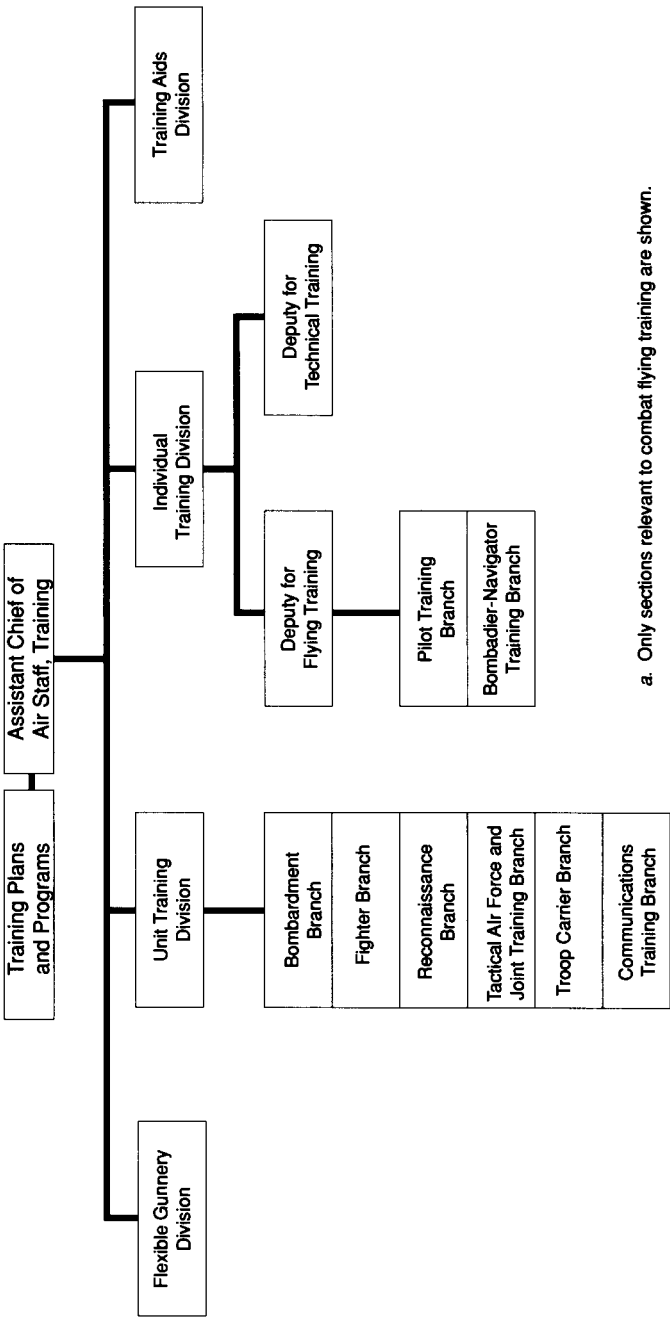 Training Plans
and Programs
Assistant Chief of
Air Staff, Training
Flexible Gunnery
Division
Unit Training
Division
Individual
Training Division
Training Aids
Division
Bombardment
Branch
Fighter Branch
Reconnaissance
Branch
Tactical Air Force and
Joint Training Branch
Troop Carrier Branch
Communications
Training Branch
Deputy for
Flying Training
Deputy for
Technical Training
Pilot Training
Branch
Bombadier-Navigator
Training Branch
a. Only sections relevant to combat flying training are shown.